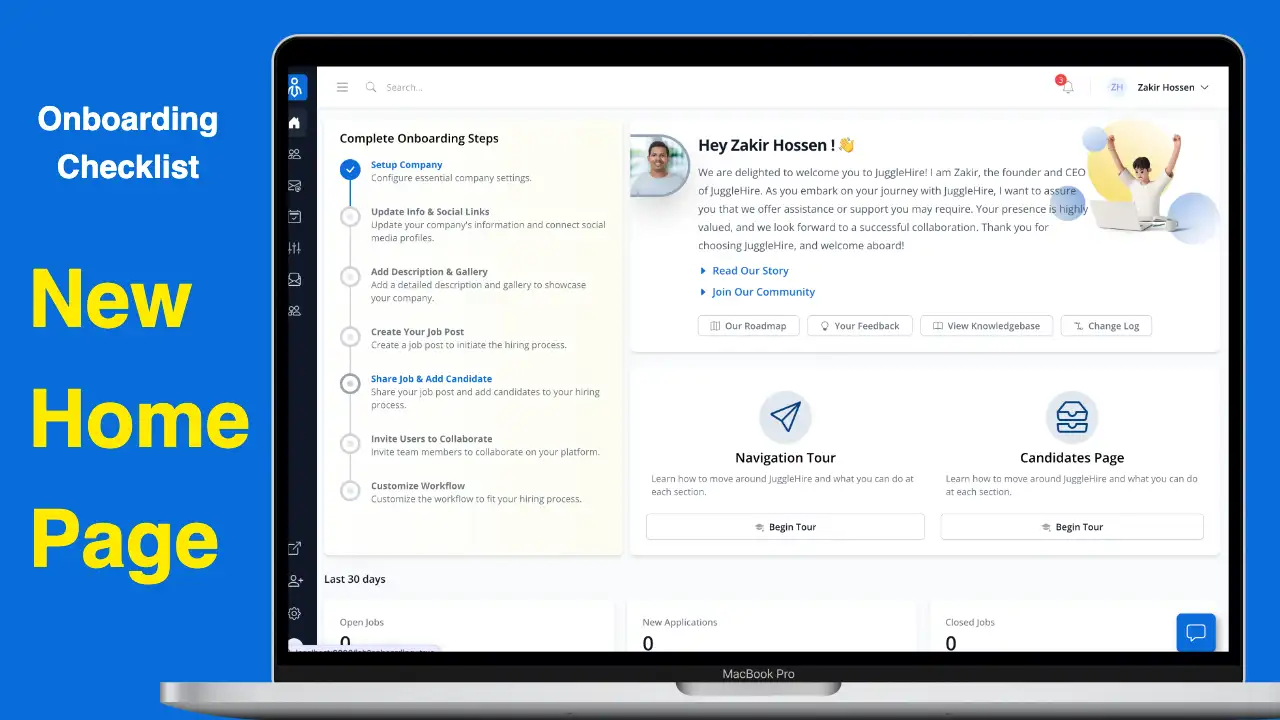 Onboarding
Checklist
New
Home
Page
Search...
3
ZH
Zakir Hossen
Complete Onboarding Steps
Setup Company
Configure essential company settings.
Update Info & Social Links
Update your company's information and connect social
media profiles.
Add Description & Gallery
Add a detailed description and gallery to showcase
your company.
Create Your Job Post
Create a job post to initiate the hiring process.
Share Job & Add Candidate
Share your job post and add candidates to your hiring
process.
Invite Users to Collaborate
Invite team members to collaborate on your platform.
Customize Workflow
Customize the workflow to fit your hiring process.
Hey Zakir Hossen ! 👋
We are delighted to welcome you to JuggleHire! I am Zakir, the founder and CEO
of JuggleHire. As you embark on your journey with JuggleHire, I want to assure
you that we offer assistance or support you may require. Your presence is highly
valued, and we look forward to a successful collaboration. Thank you for
choosing JuggleHire, and welcome aboard!
Read Our Story
Join Our Community
Our Roadmap
Your Feedback
View Knowledgebase
Change Log
Navigation Tour
Learn how to move around JuggleHire and what you can do at
each section.
Begin Tour
Candidates Page
Learn how to move around JuggleHire and what you can do
at each section.
Begin Tour
Last 30 days
Open Jobs
0
New Applications
0
Closed Jobs
0
MacBook Pro